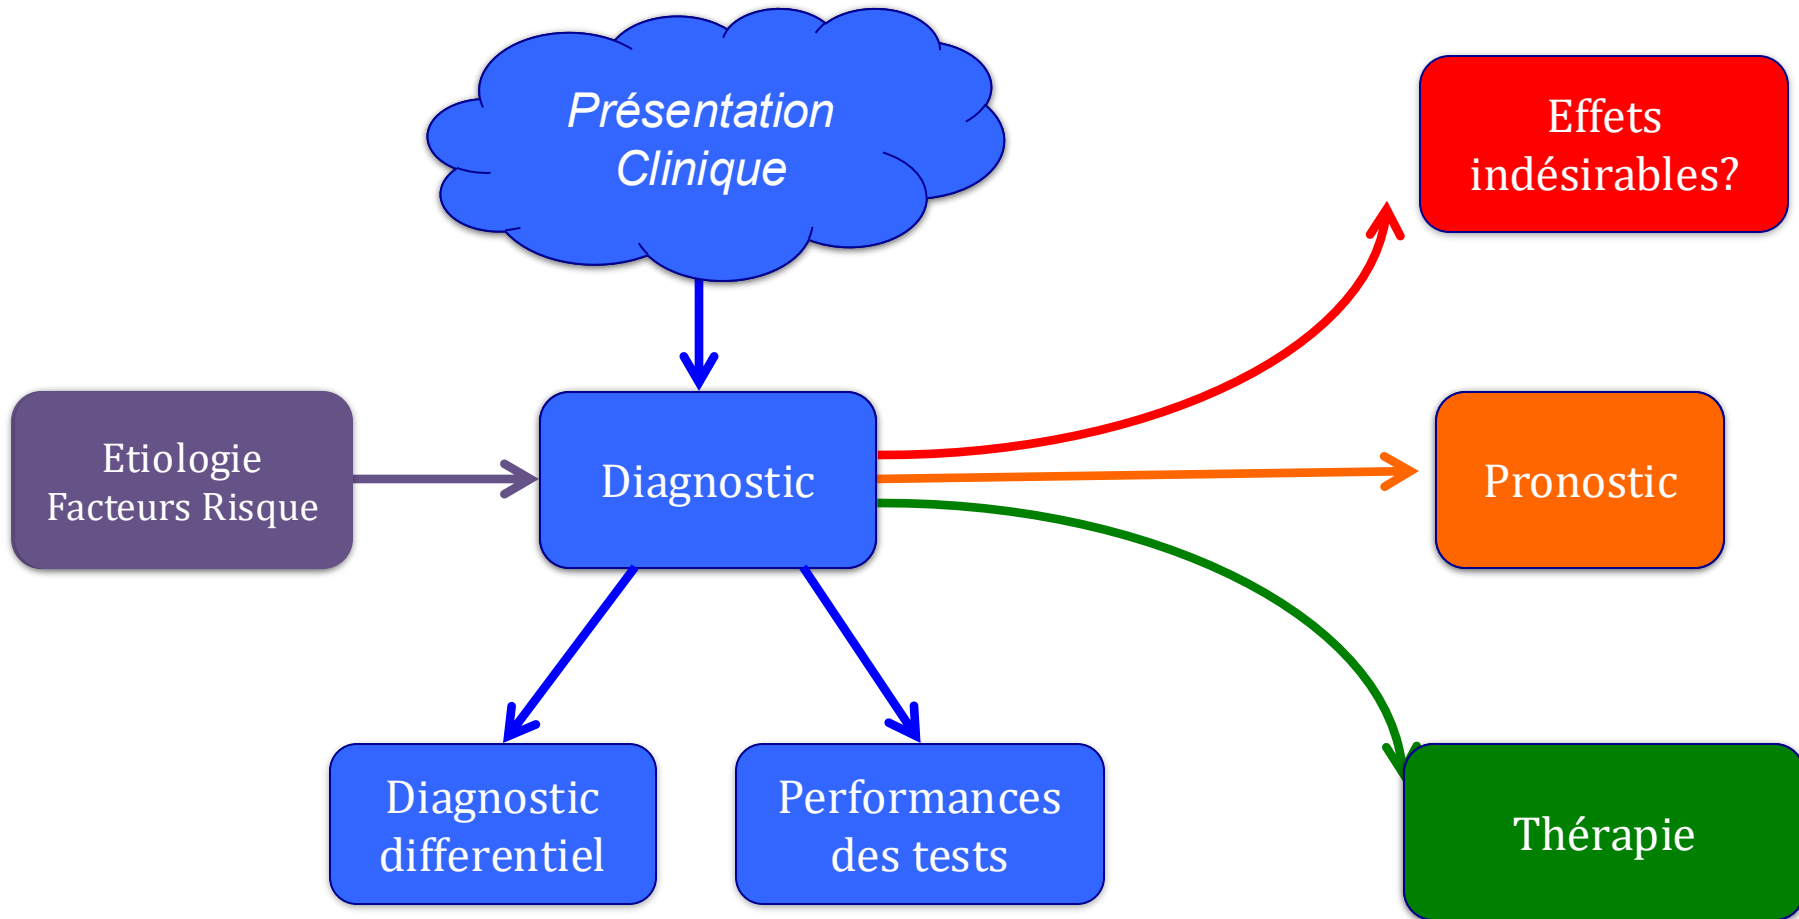 Présentation
Clinique
Effets
indésirables?
Etiologie
Facteurs Risque
Diagnostic
Pronostic
Diagnostic
differentiel
Performances
des tests
Thérapie